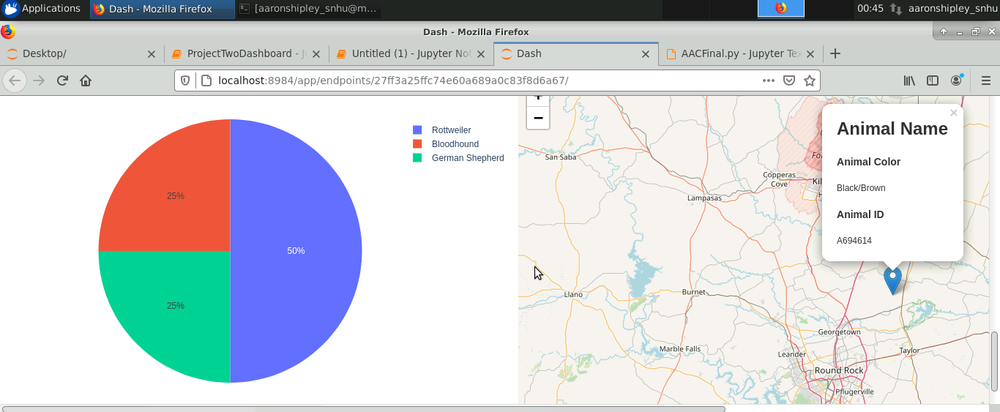 Applications
Dash - Mozilla Firefox
[aaronshipley_snhu@m...
00:45
aaronshipley_snhu
Dash - Mozilla Firefox
Desktop/
ProjectTwoDashboard - J
Untitled (1) - Jupyter Not
Dash
AACFinal.py - Jupyter Tex
localhost:8984/app/endpoints/27ff3a25ffc74e60a689a0c83f8d6a67/
Rottweiler
Bloodhound
German Shepherd
25%
50%
25%
San Saba
Copperas
Cove
Lampasas
Llano
Burnet
Marble Falls
Georgetown
Leander
Taylor
Round Rock
Pflugerville
Animal Name
Animal Color
Black/Brown
Animal ID
A694614